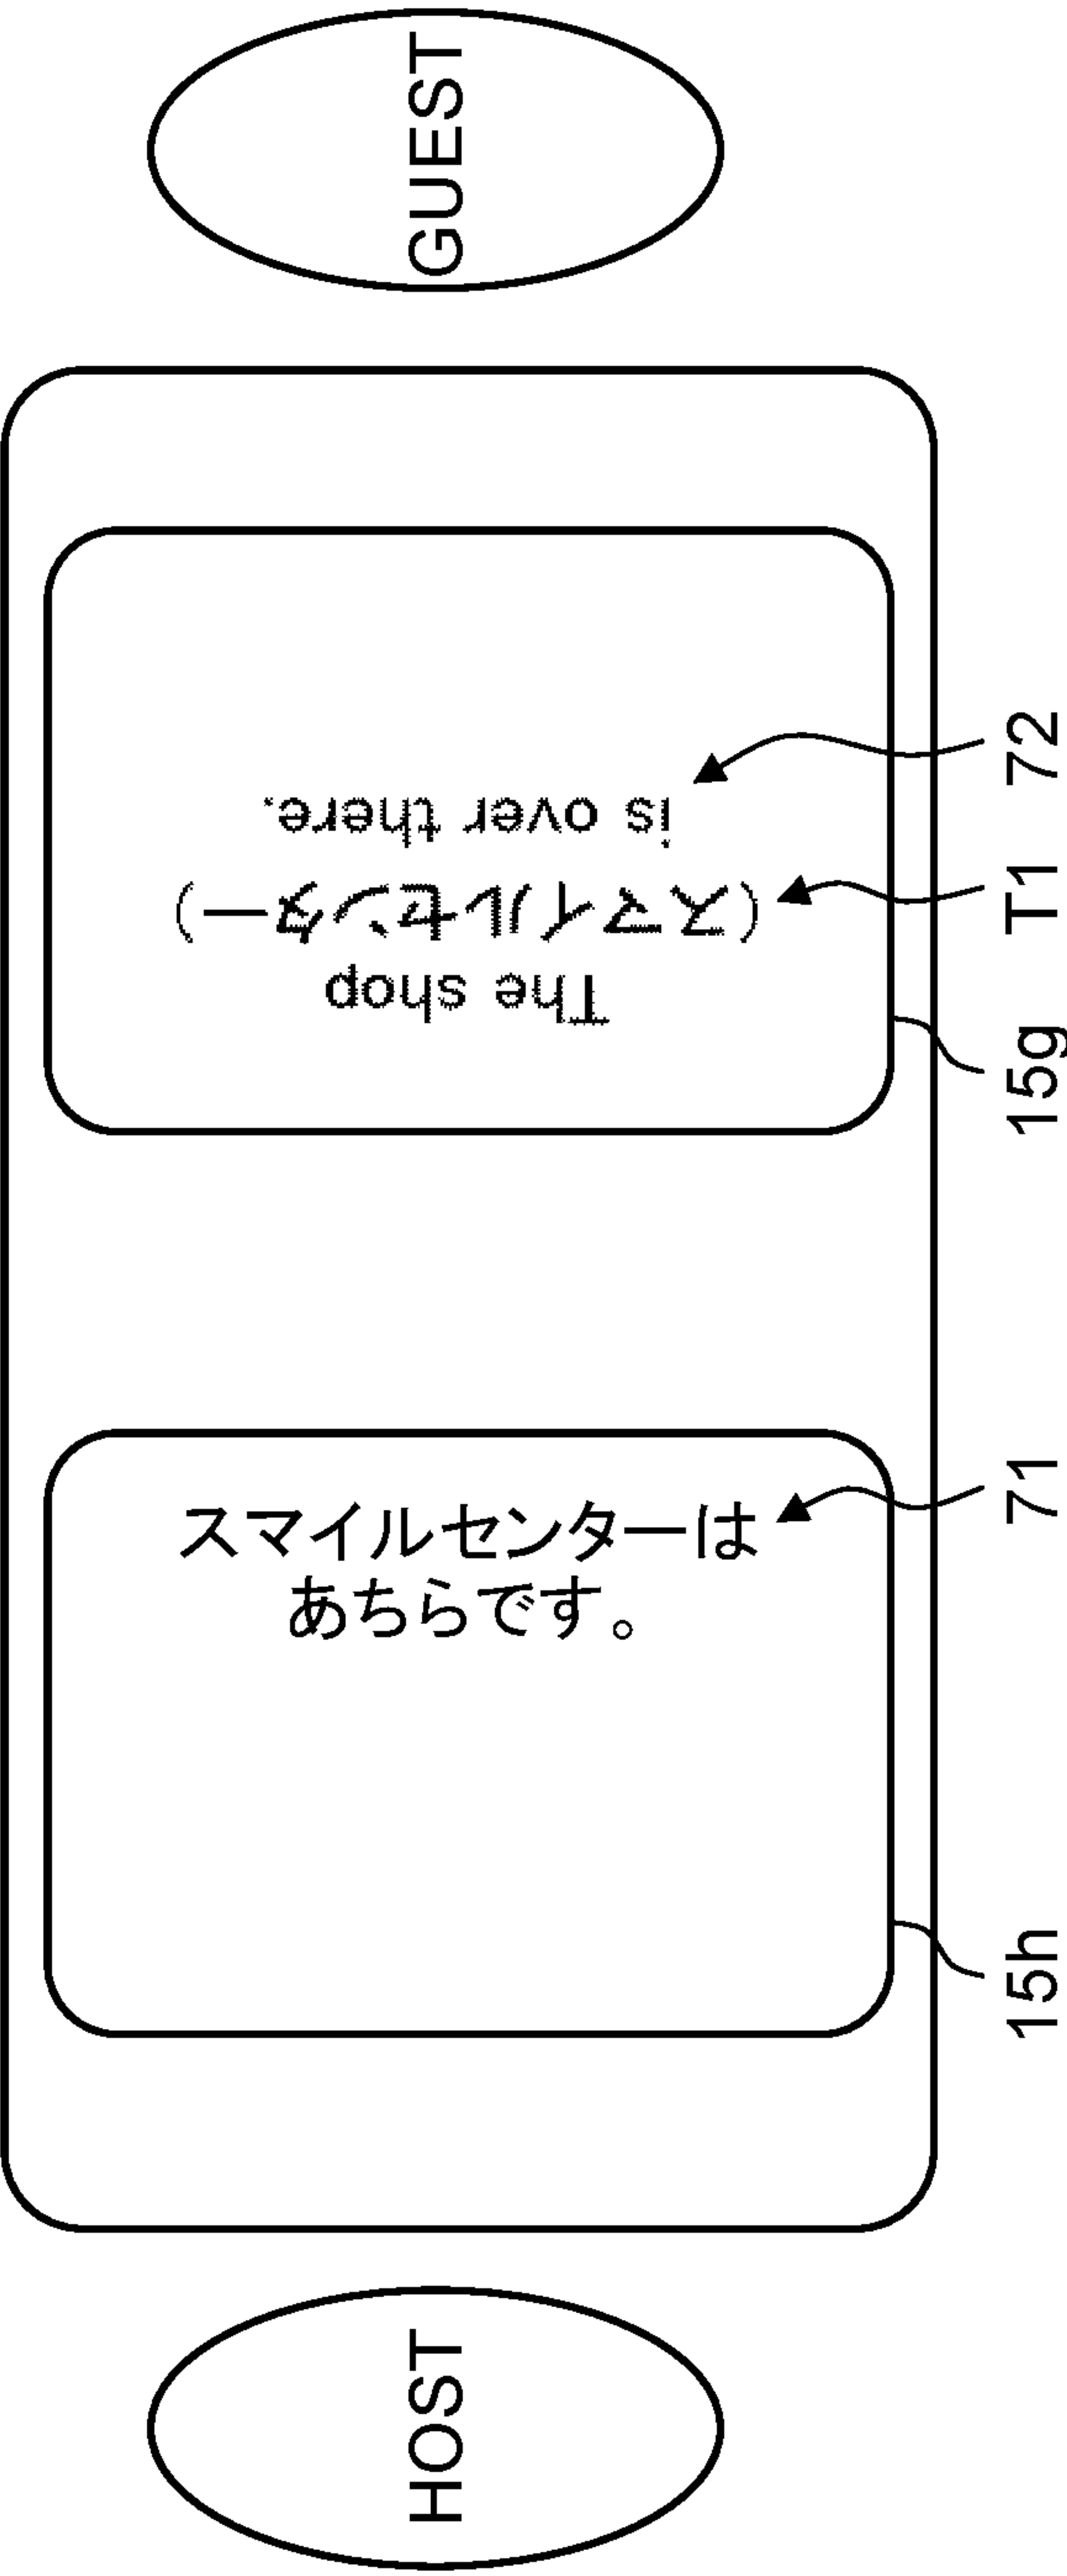 GUEST
The shop
(スマイルセンター)
is over there.
72
T1
15g
スマイルセンターは
あちらです。
71
15h
HOST